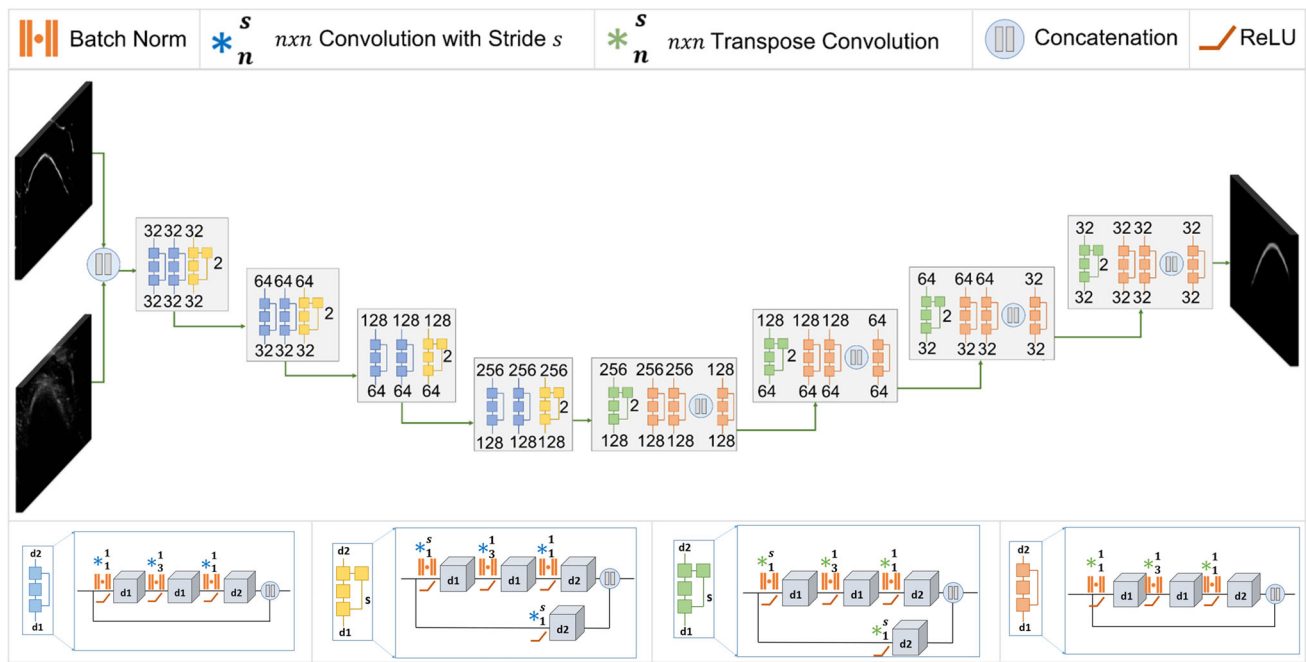 Batch Norm
s
n
nxn Convolution with Stride s
s
n
nxn Transpose Convolution
Concatenation
ReLU
32 32 32
2
32 32 32
64 64 64
2
32 32 32
128 128 128
2
64 64 64
256 256 256
2
128 128 128
256 256 256 128
2
128 128 128 128
128 128 128 64
2
64 64 64 64
64 64 64 32
2
32 32 32 32
32 32 32 32
2
32 32 32 32
d2
d1
1 1 1
1 3 1
d1 d1 d2
d2
s
d1
s 1 1
1 3 1
d1 d1 d2
s
1
d2
d2
s
d1
s 1 1
1 3 1
d1 d1 d2
s
1
d2
d2
d1
1 1 1
1 3 1
d1 d1 d2